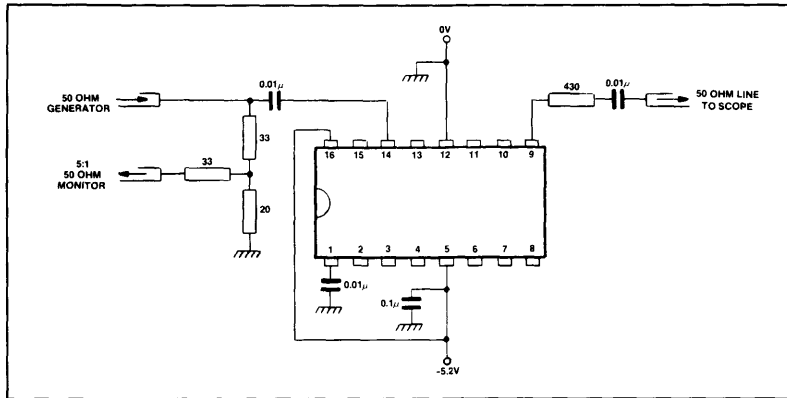 0V
0.01μ
50 OHM
GENERATOR
33
5:1
50 OHM
MONITOR
33
20
430
0.01μ
50 OHM LINE
TO SCOPE
16 15 14 13 12 11 10 9
1 2 3 4 5 6 7 8
0.01μ
0.1μ
-5.2V